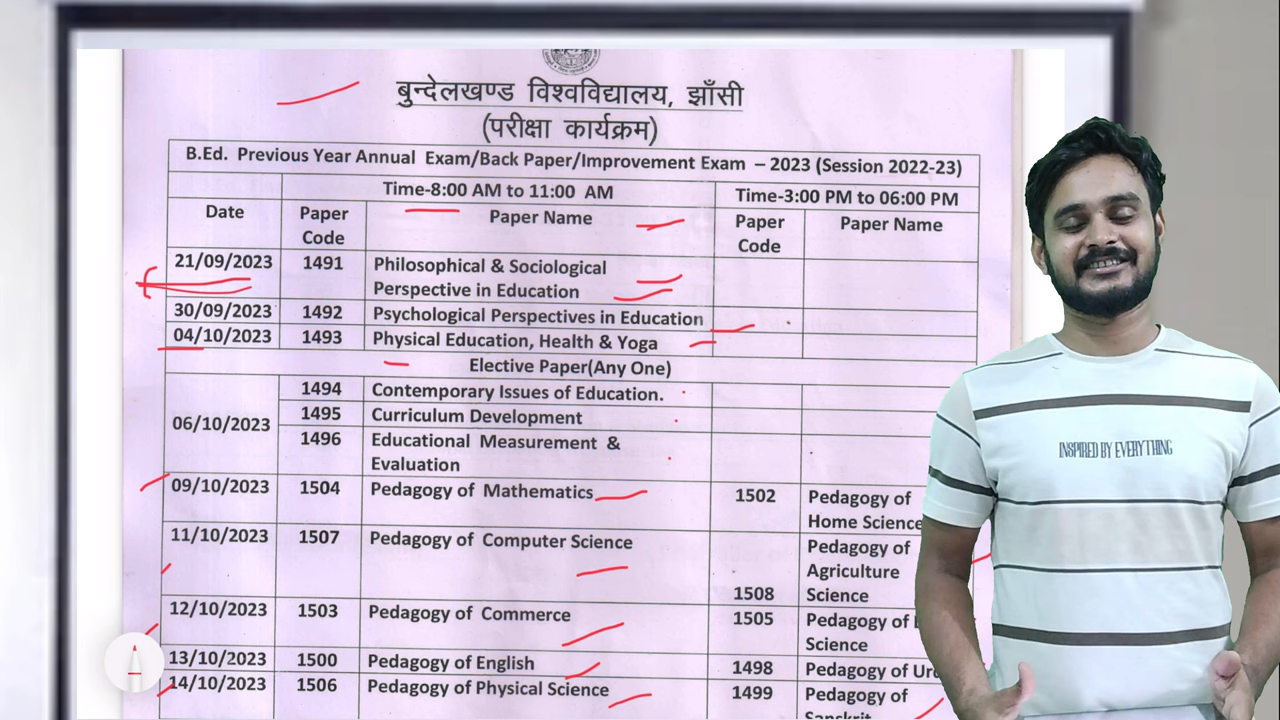 बुन्देलखण्ड विश्वविद्यालय, झाँसी
(परीक्षा कार्यक्रम)
B.Ed. Previous Year Annual Exam/Back Paper/Improvement Exam – 2023 (Session 2022-23)
Time-8:00 AM to 11:00 AM Time-3:00 PM to 06:00 PM
Date Paper Code Paper Name Paper Code Paper Name
21/09/2023 1491 Philosophical & Sociological
Perspective in Education
30/09/2023 1492 Psychological Perspectives in Education
04/10/2023 1493 Physical Education, Health & Yoga
Elective Paper(Any One)
06/10/2023
1494 Contemporary Issues of Education.
1495 Curriculum Development
1496 Educational Measurement &
Evaluation
09/10/2023 1504 Pedagogy of Mathematics 1502 Pedagogy of
Home Science
11/10/2023 1507 Pedagogy of Computer Science 1508 Pedagogy of
Agriculture
Science
12/10/2023 1503 Pedagogy of Commerce 1505 Pedagogy of
Science
13/10/2023 1500 Pedagogy of English 1498 Pedagogy of
14/10/2023 1506 Pedagogy of Physical Science 1499 Pedagogy of
INSPIRED BY EVERYTHING